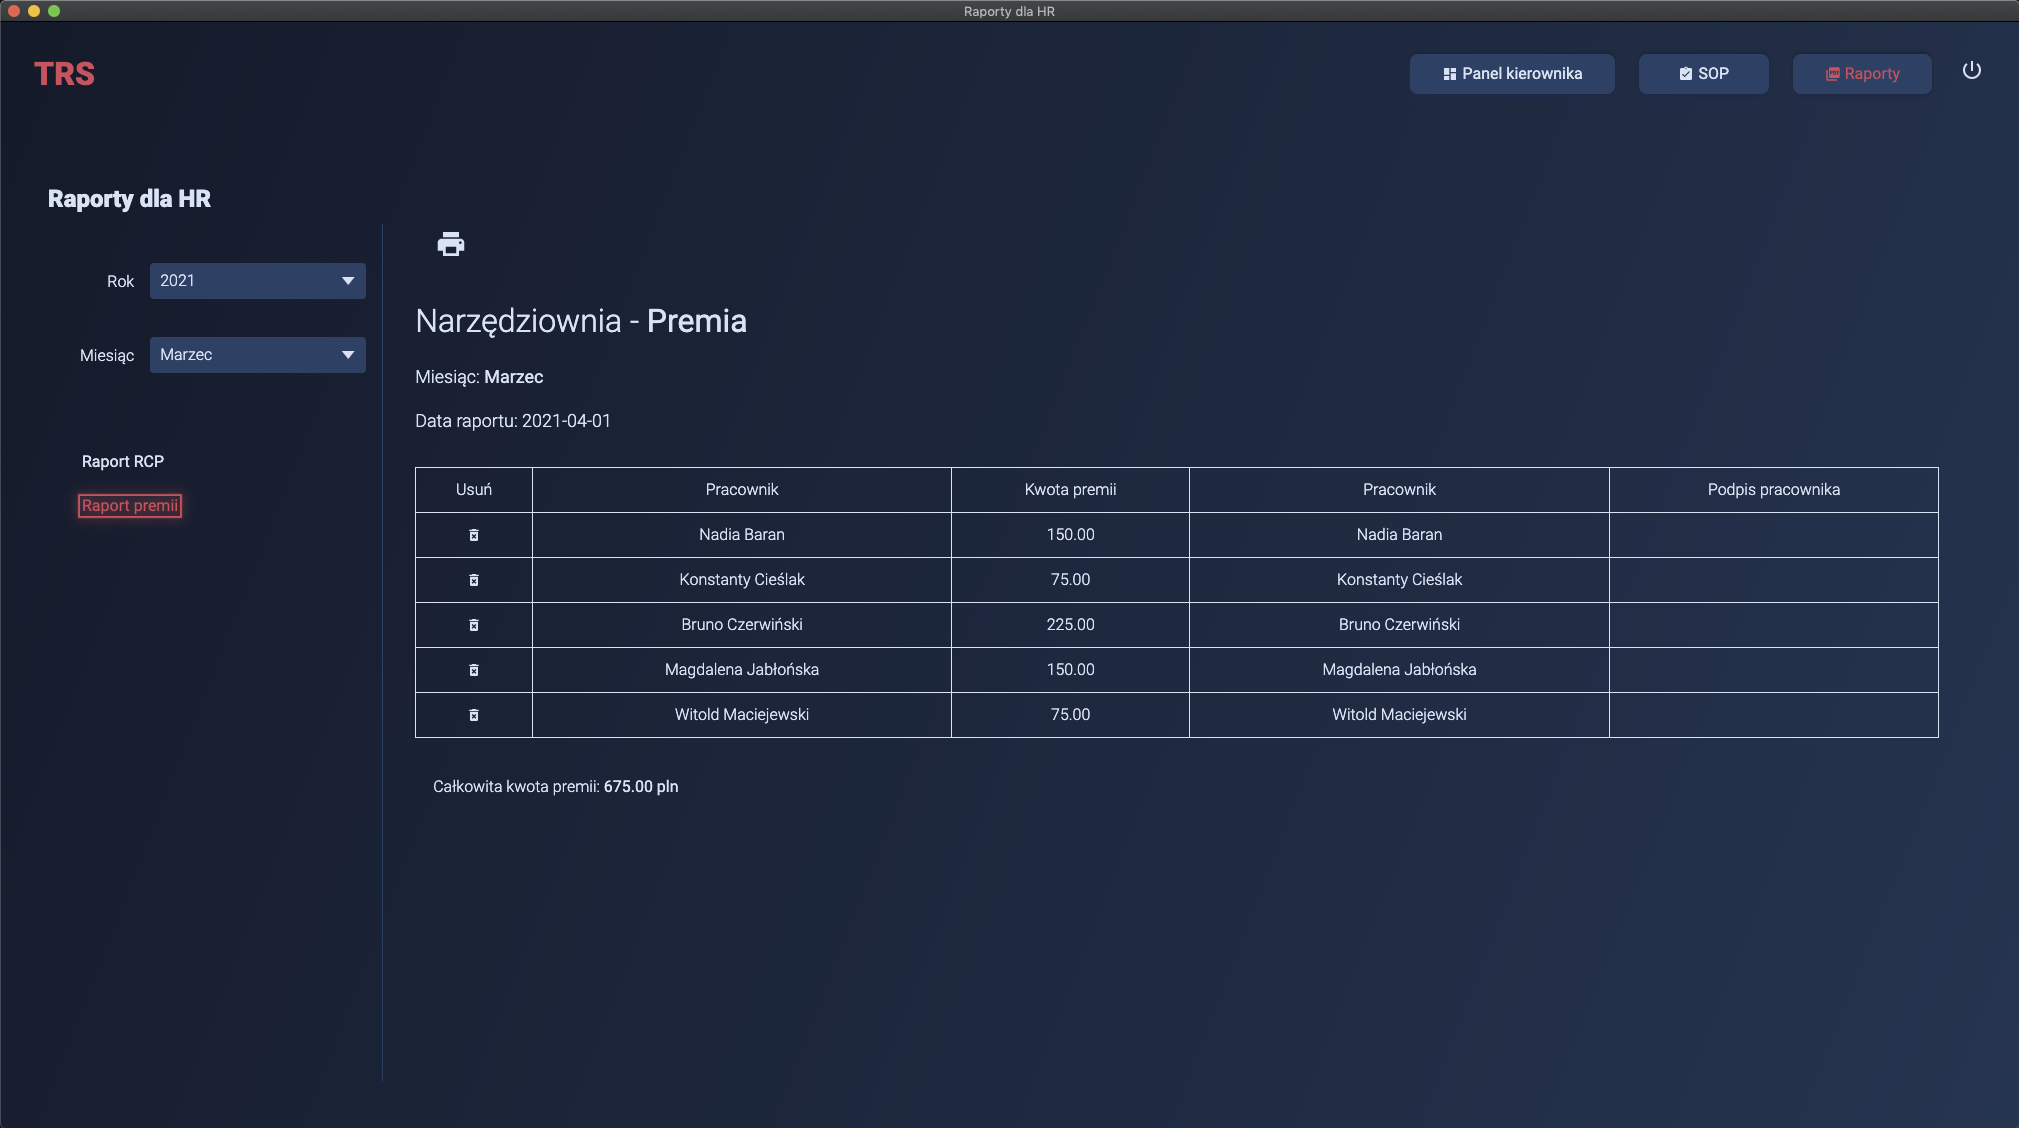 Raporty dla HR
TRS
Panel kierownika
SOP
Raporty
Raporty dla HR
Rok 2021
Miesiąc Marzec
Raport RCP
Raport premii
Narzędziownia - Premia
Miesiąc: Marzec
Data raportu: 2021-04-01
Usuń Pracownik Kwota premii Pracownik Podpis pracownika
Nadia Baran 150.00 Nadia Baran
Konstanty Cieślak 75.00 Konstanty Cieślak
Bruno Czerwiński 225.00 Bruno Czerwiński
Magdalena Jabłońska 150.00 Magdalena Jabłońska
Witold Maciejewski 75.00 Witold Maciejewski
Całkowita kwota premii: 675.00 pln